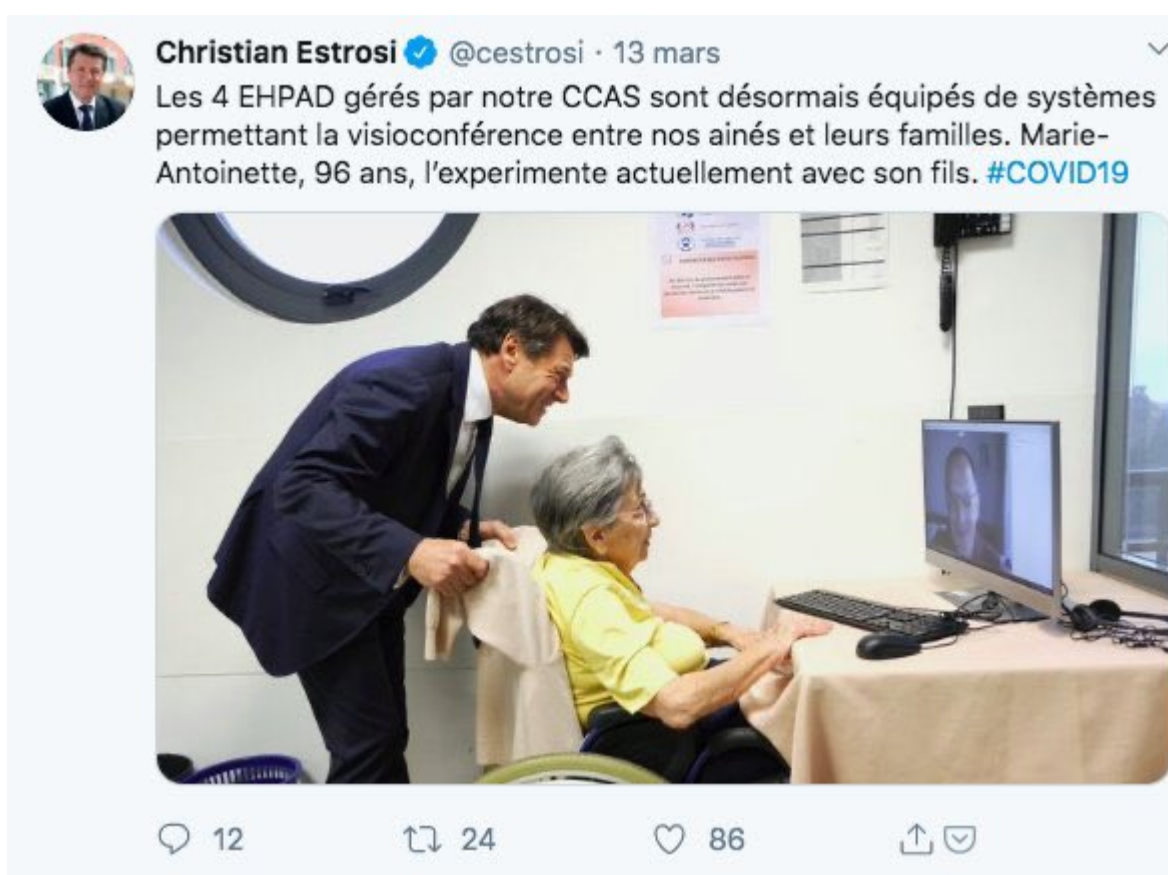 Christian Estrosi @cestrosi · 13 mars
Les 4 EHPAD gérés par notre CCAS sont désormais équipés de systèmes
permettant la visioconférence entre nos ainés et leurs familles. Marie-
Antoinette, 96 ans, l’experimente actuellement avec son fils. #COVID19
12 24 86